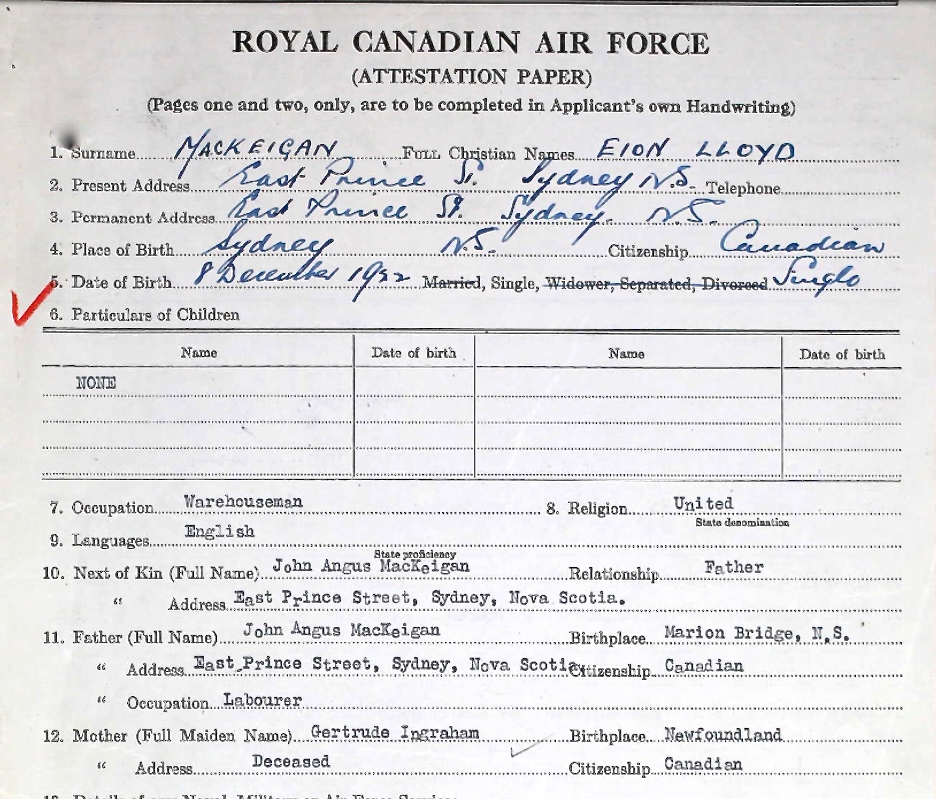 ROYAL CANADIAN AIR FORCE
(ATTESTATION PAPER)
(Pages one and two, only, are to be completed in Applicant's own Handwriting)
1. Surname MACKEIGAN Full Christian Names EION LLOYD
2. Present Address East Prince St. Sydney N.S. Telephone
3. Permanent Address East Prince St. Sydney. N.S.
4. Place of Birth Sydney N.S. Citizenship Canadian
5. Date of Birth 8 December 1922 Married, Single, Widower, Separated, Divorced Single
6. Particulars of Children
Name Date of birth Name Date of birth
NONE
7. Occupation Warehouseman 8. Religion United
State denomination
9. Languages English
State proficiency
10. Next of Kin (Full Name) John Angus MacKeigan Relationship Father
" Address East Prince Street, Sydney, Nova Scotia.
11. Father (Full Name) John Angus MacKeigan Birthplace Marion Bridge, N.S.
" Address East Prince Street, Sydney, Nova Scotia. Citizenship Canadian
" Occupation Labourer
12. Mother (Full Maiden Name) Gertrude Ingraham Birthplace Newfoundland
" Address Deceased Citizenship Canadian